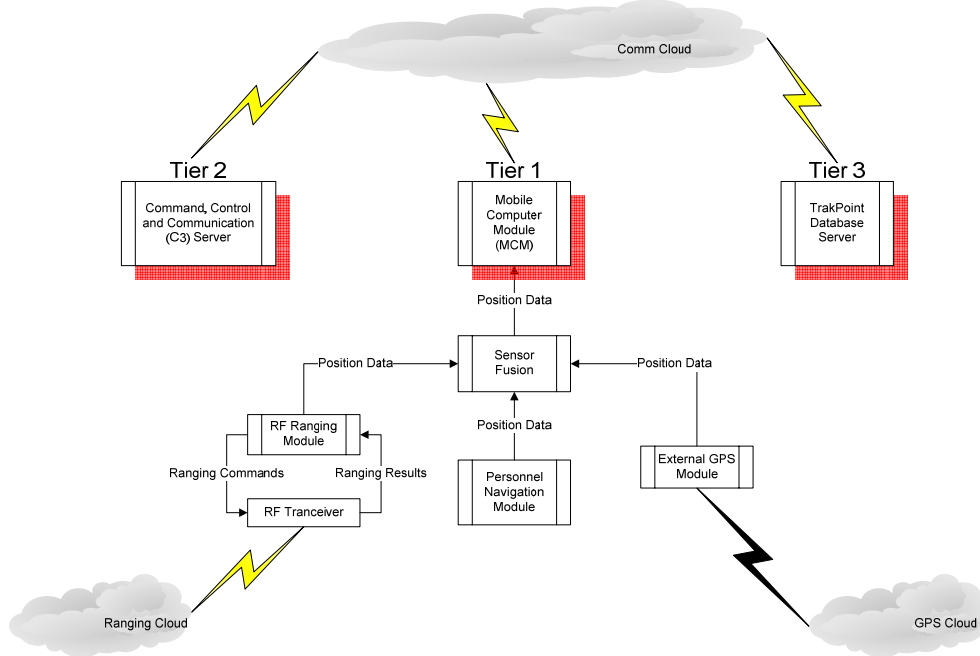 Comm Cloud
Tier 2
Tier 1
Tier 3
Command, Control
and Communication
(C3) Server
Mobile
Computer
Module
(MCM)
TrakPoint
Database
Server
Position Data
Position Data
Sensor
Fusion
Position Data
RF Ranging
Module
Position Data
Ranging Commands
Ranging Results
Personnel
Navigation
Module
External GPS
Module
RF Tranceiver
Ranging Cloud
GPS Cloud